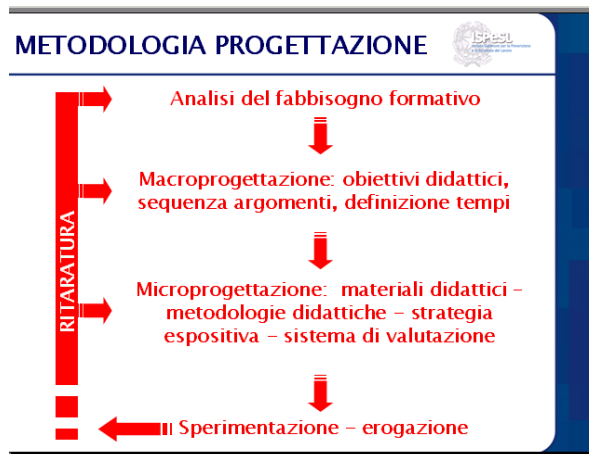 METODOLOGIA PROGETTAZIONE
ISPESL
Analisi del fabbisogno formativo
Macroprogettazione: obiettivi didattici,
sequenza argomenti, definizione tempi
RITARATURA
Microprogettazione: materiali didattici –
metodologie didattiche – strategia
espositiva – sistema di valutazione
Sperimentazione – erogazione